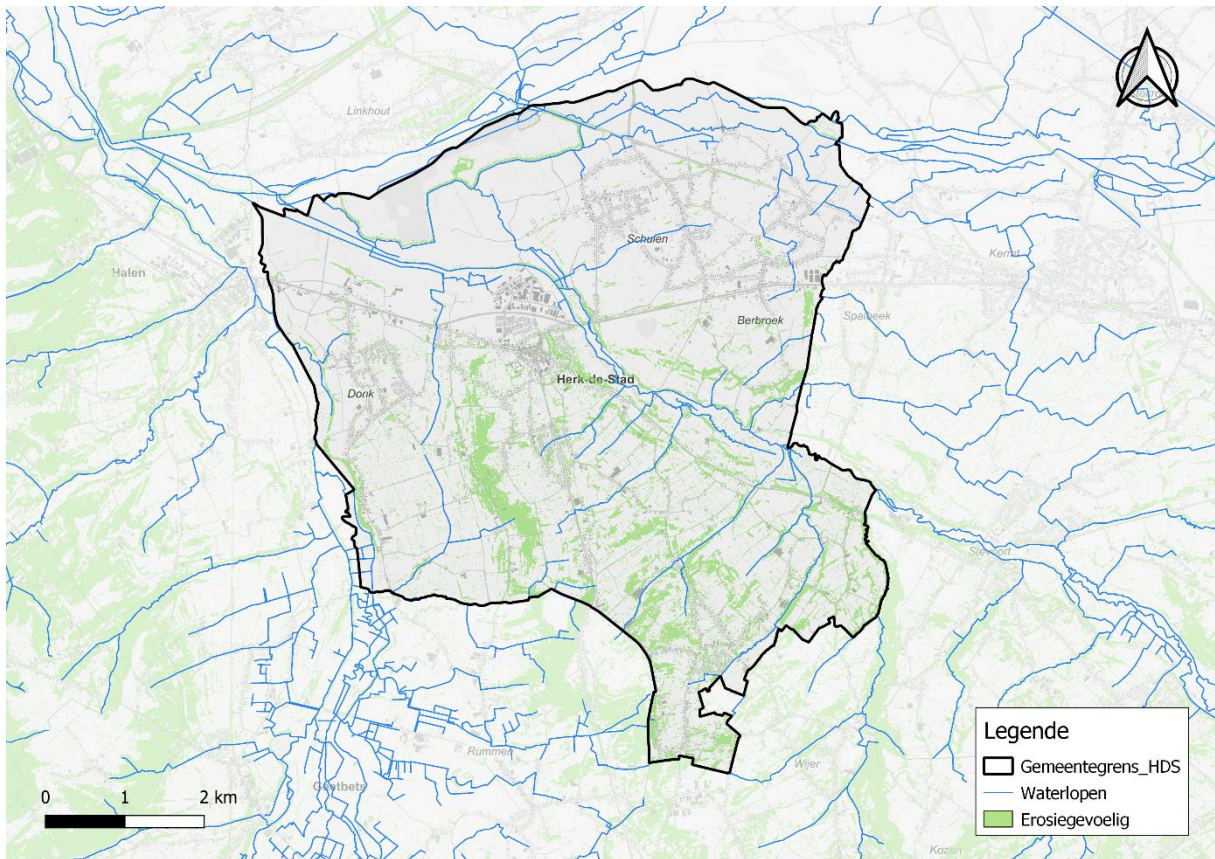 Linkhout
Halen
Schulen
Kermt
Spalbeek
Berbroek
Herk-de-Stad
Donk
Stevoort
Rummen
Wijer
Geetbets
Kozen
0 1 2 km
Legende
Gemeentegrens_HDS
Waterlopen
Erosiegevoelig